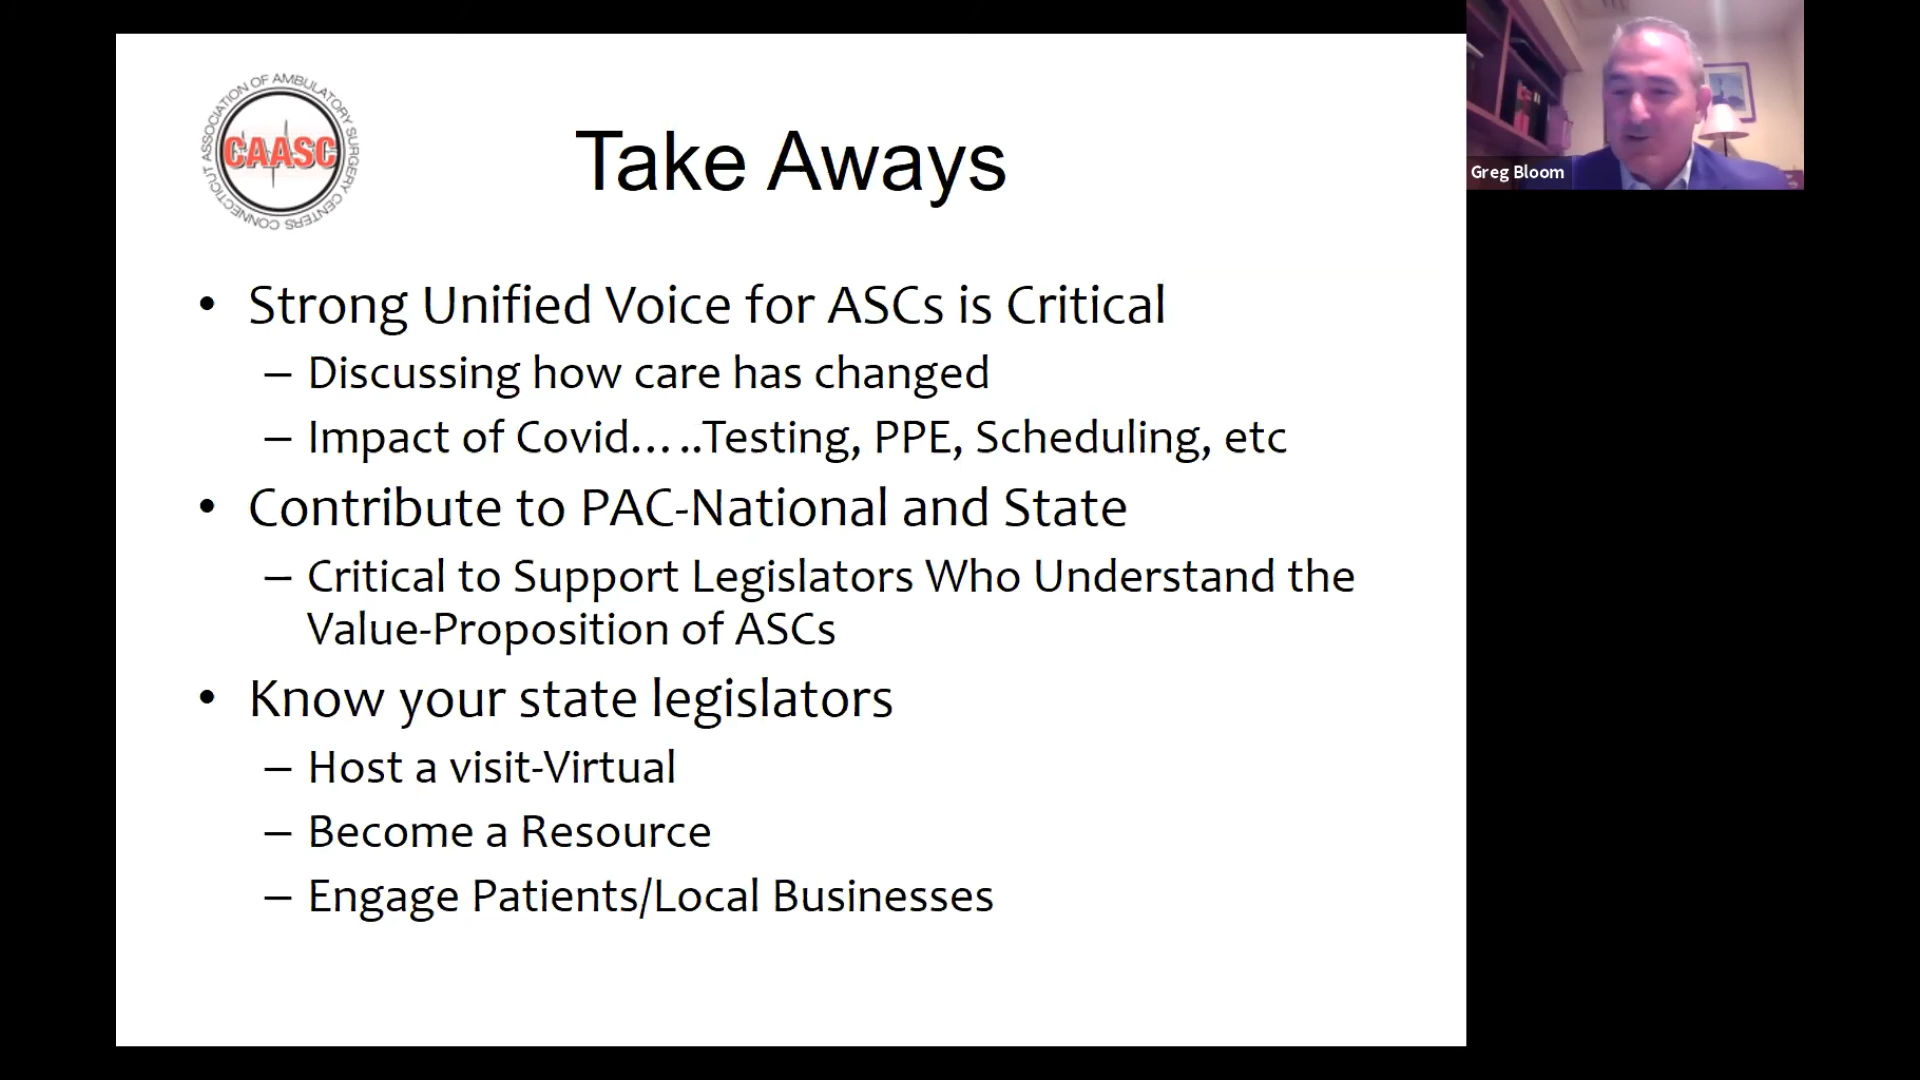 CONNECTICUT ASSOCIATION OF AMBULATORY SURGERY CENTERS
CAASC
Take Aways
Greg Bloom
• Strong Unified Voice for ASCs is Critical
– Discussing how care has changed
– Impact of Covid…..Testing, PPE, Scheduling, etc
• Contribute to PAC-National and State
– Critical to Support Legislators Who Understand the
Value-Proposition of ASCs
• Know your state legislators
– Host a visit-Virtual
– Become a Resource
– Engage Patients/Local Businesses